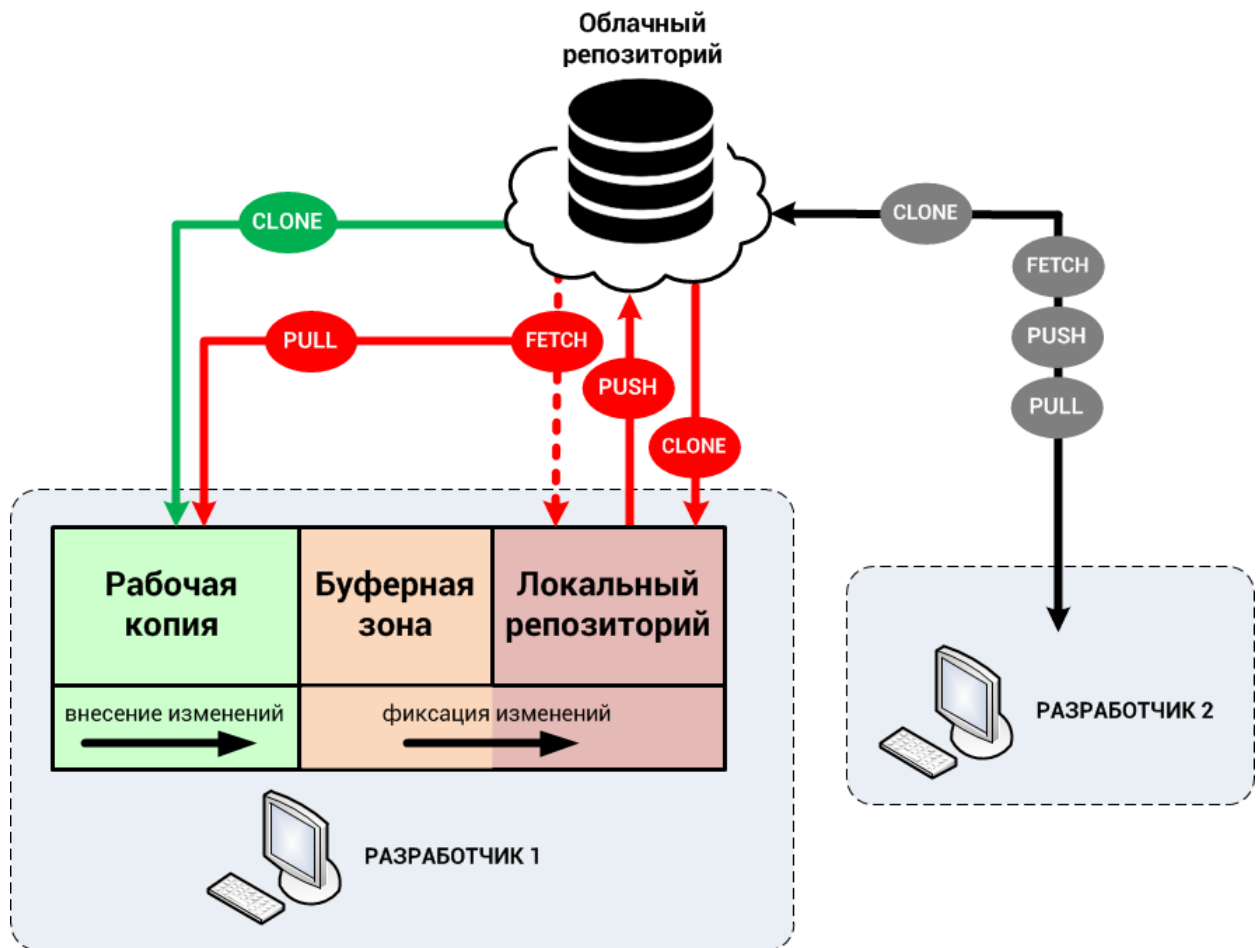 Облачный
репозиторий
CLONE
CLONE
FETCH
PULL
FETCH
PUSH
PUSH
PULL
CLONE
Рабочая
копия
Буферная
зона
Локальный
репозиторий
внесение изменений
фиксация изменений
РАЗРАБОТЧИК 2
РАЗРАБОТЧИК 1